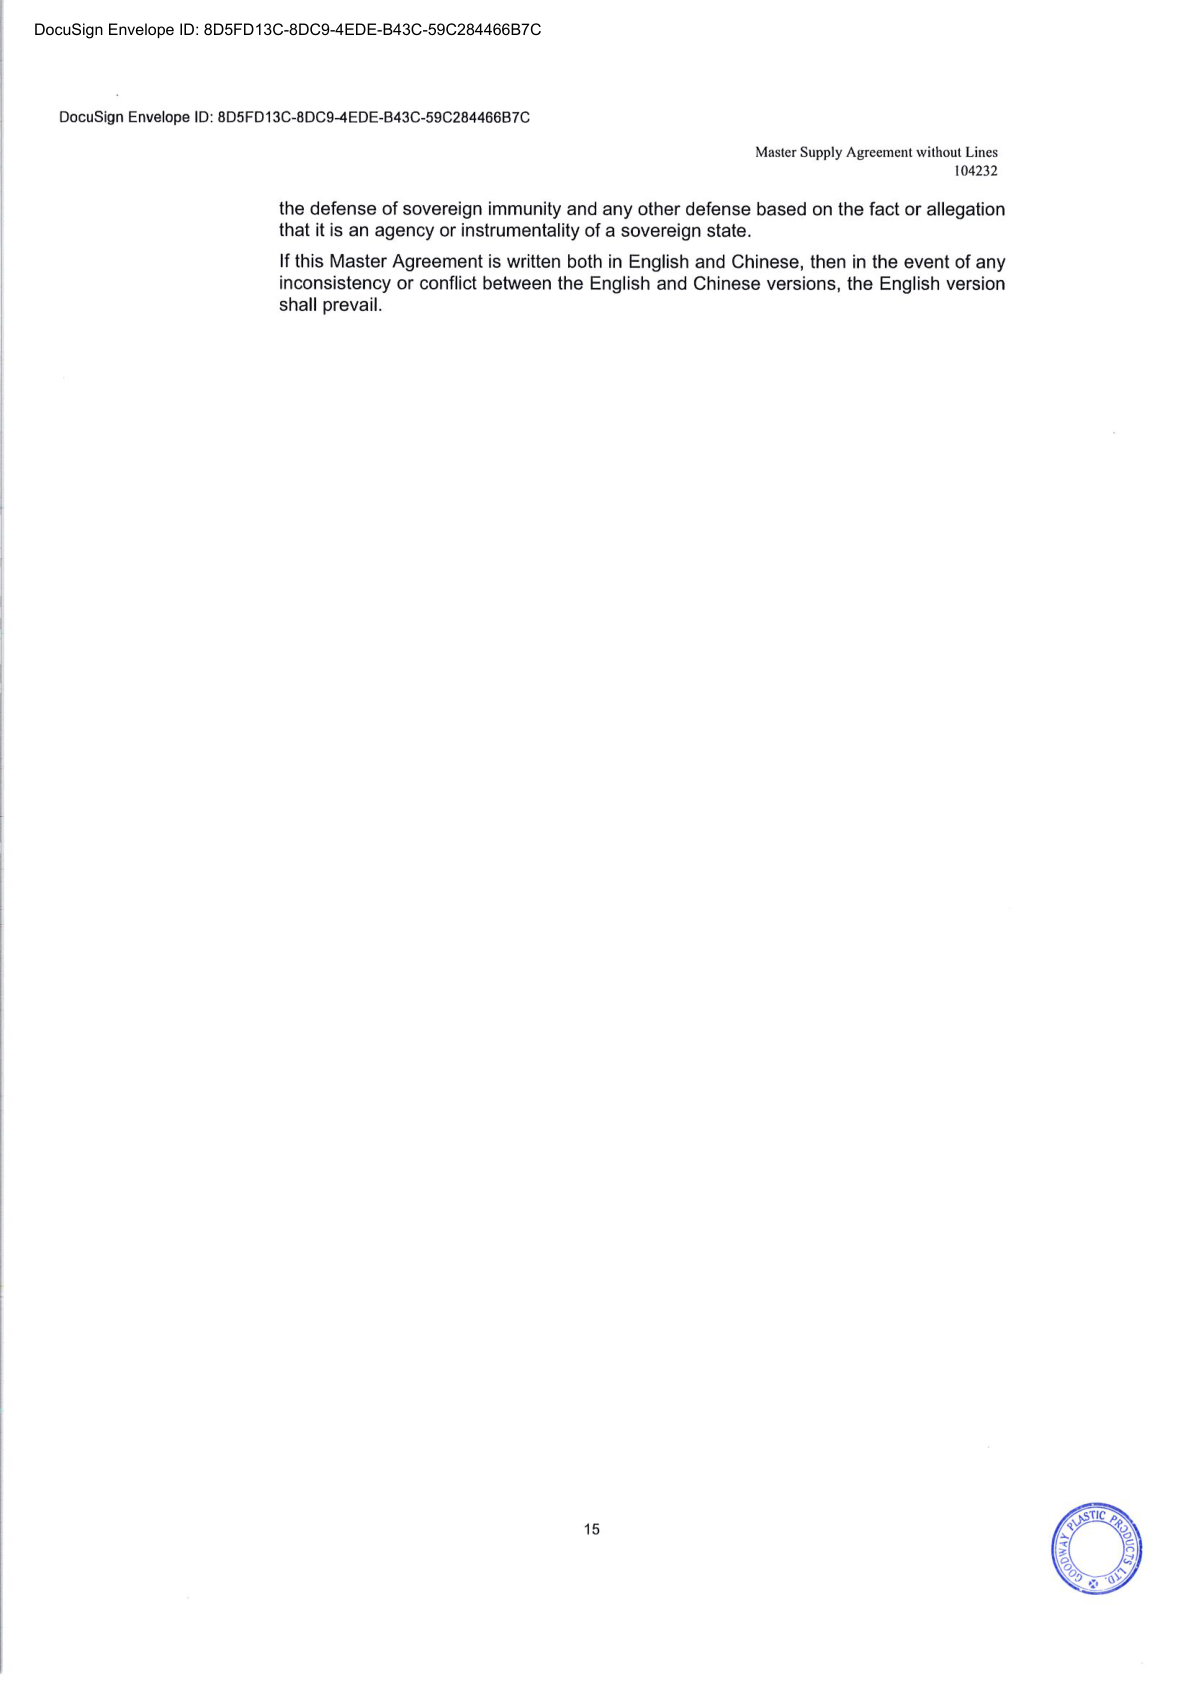 DocuSign Envelope ID: 8D5FD13C-8DC9-4EDE-B43C-59C284466B7C
DocuSign Envelope ID: 8D5FD13C-8DC9-4EDE-B43C-59C284466B7C
Master Supply Agreement without Lines
104232
the defense of sovereign immunity and any other defense based on the fact or allegation
that it is an agency or instrumentality of a sovereign state.
If this Master Agreement is written both in English and Chinese, then in the event of any
inconsistency or conflict between the English and Chinese versions, the English version
shall prevail.
15
GOODWAY PLASTIC PRODUCTS LTD.